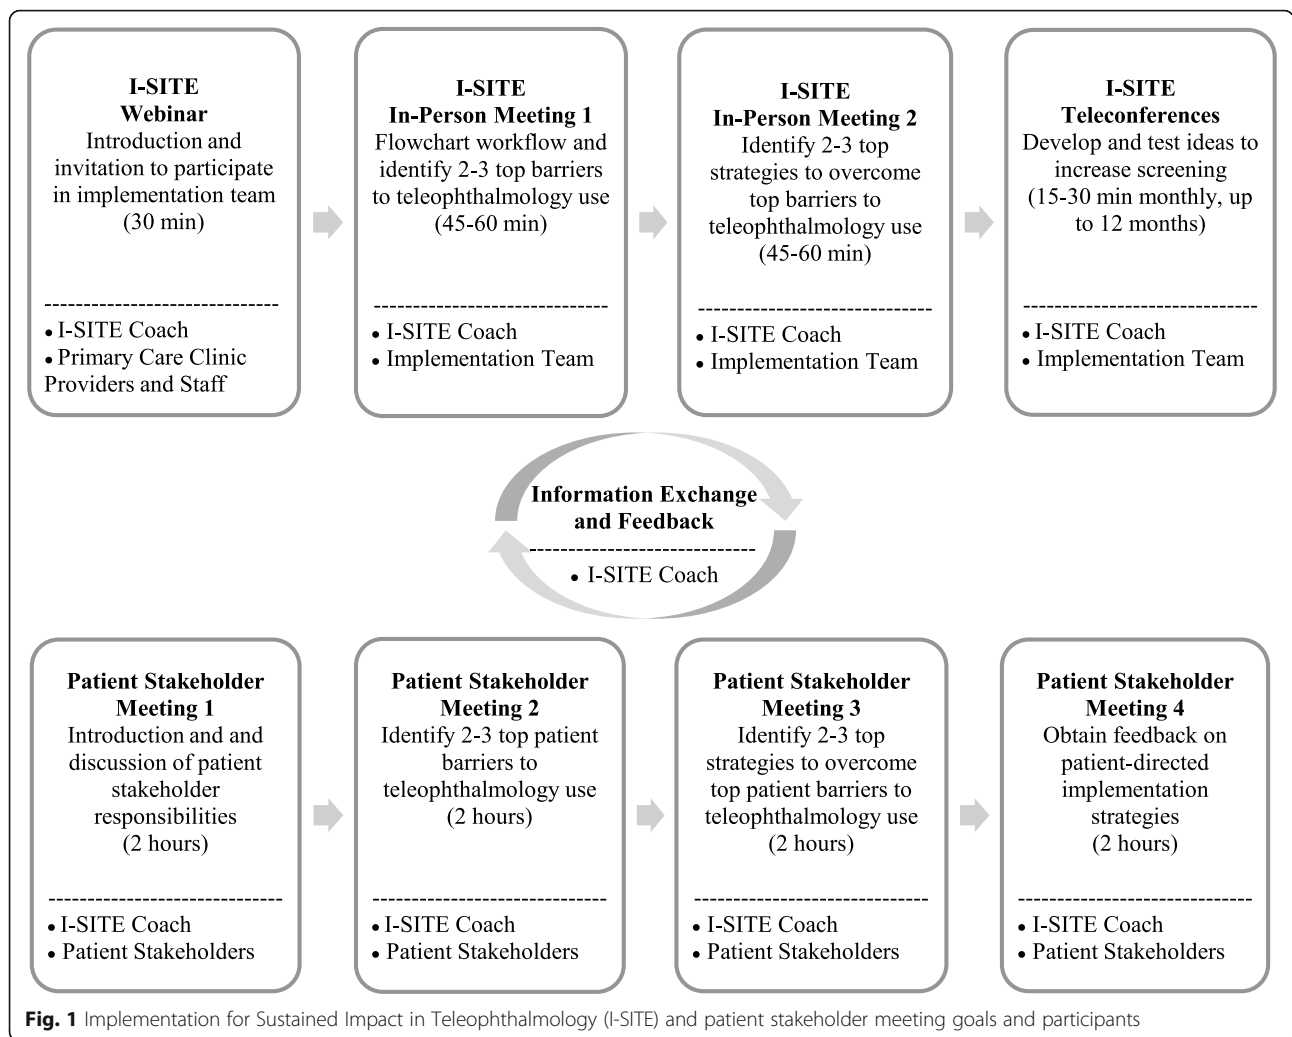 I-SITE
Webinar
Introduction and
invitation to participate
in implementation team
(30 min)
------------------------------
• I-SITE Coach
• Primary Care Clinic
Providers and Staff
I-SITE
In-Person Meeting 1
Flowchart workflow and
identify 2-3 top barriers
to teleophthalmology use
(45-60 min)
------------------------------
• I-SITE Coach
• Implementation Team
I-SITE
In-Person Meeting 2
Identify 2-3 top
strategies to overcome
top barriers to
teleophthalmology use
(45-60 min)
------------------------------
• I-SITE Coach
• Implementation Team
I-SITE
Teleconferences
Develop and test ideas to
increase screening
(15-30 min monthly, up
to 12 months)
------------------------------
• I-SITE Coach
• Implementation Team
Information Exchange
and Feedback
-----------------------------
• I-SITE Coach
Patient Stakeholder
Meeting 1
Introduction and and
discussion of patient
stakeholder
responsibilities
(2 hours)
------------------------------
• I-SITE Coach
• Patient Stakeholders
Patient Stakeholder
Meeting 2
Identify 2-3 top patient
barriers to
teleophthalmology use
(2 hours)
------------------------------
• I-SITE Coach
• Patient Stakeholders
Patient Stakeholder
Meeting 3
Identify 2-3 top
strategies to overcome
top patient barriers to
teleophthalmology use
(2 hours)
------------------------------
• I-SITE Coach
• Patient Stakeholders
Patient Stakeholder
Meeting 4
Obtain feedback on
patient-directed
implementation
strategies
(2 hours)
------------------------------
• I-SITE Coach
• Patient Stakeholders
Fig. 1 Implementation for Sustained Impact in Teleophthalmology (I-SITE) and patient stakeholder meeting goals and participants